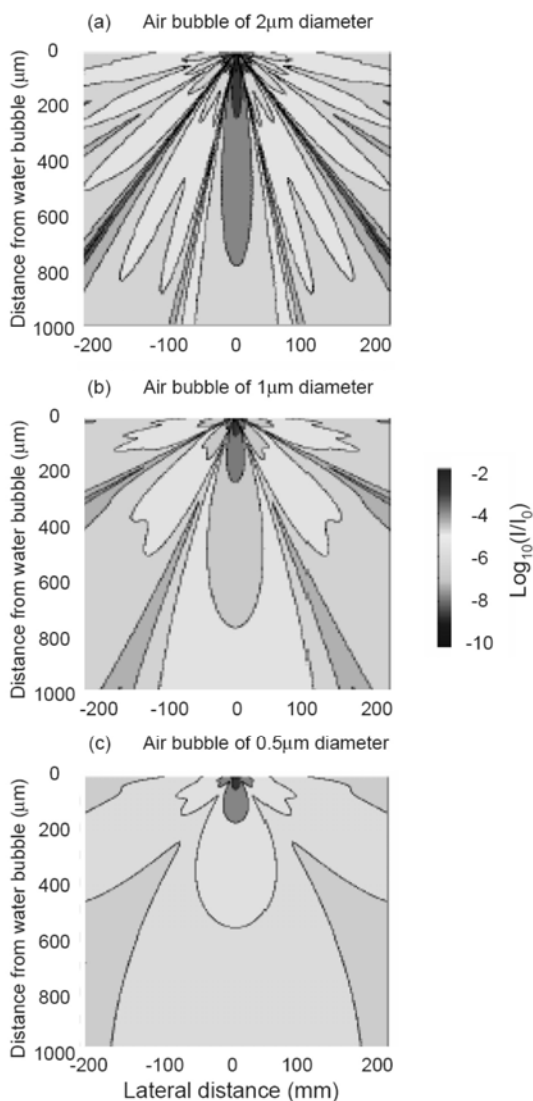 (a) Air bubble of 2μm diameter
Distance from water bubble (μm)
0
200
400
600
800
1000
-200 -100 0 100 200
(b) Air bubble of 1μm diameter
Distance from water bubble (μm)
0
200
400
600
800
1000
-200 -100 0 100 200
-2
-4
-6
-8
-10
Log10(I/I0)
(c) Air bubble of 0.5μm diameter
Distance from water bubble (μm)
0
200
400
600
800
1000
-200 -100 0 100 200
Lateral distance (mm)